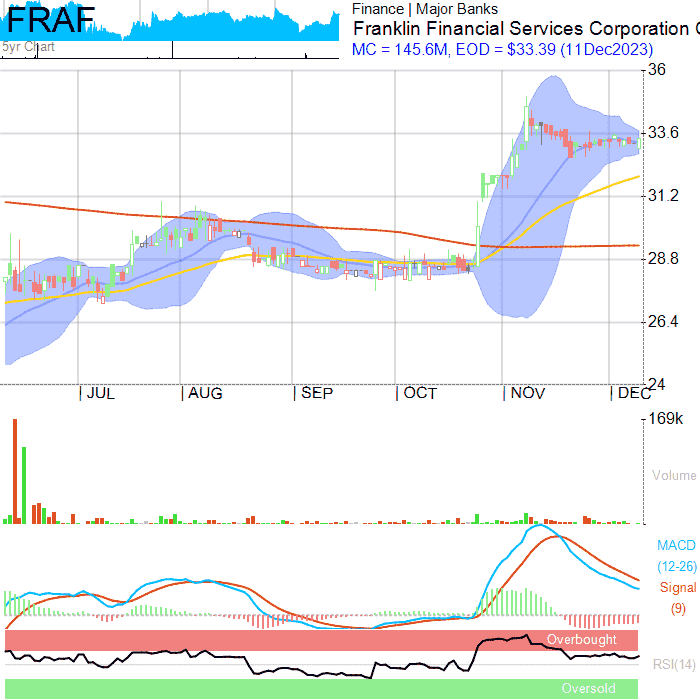 FRAF
5yr Chart
Finance | Major Banks
Franklin Financial Services Corporation
MC = 145.6M, EOD = $33.39 (11Dec2023)
36
33.6
31.2
28.8
26.4
24
JUL AUG SEP OCT NOV DEC
169k
Volume
MACD
(12-26)
Signal
(9)
Overbought
RSI(14)
Oversold